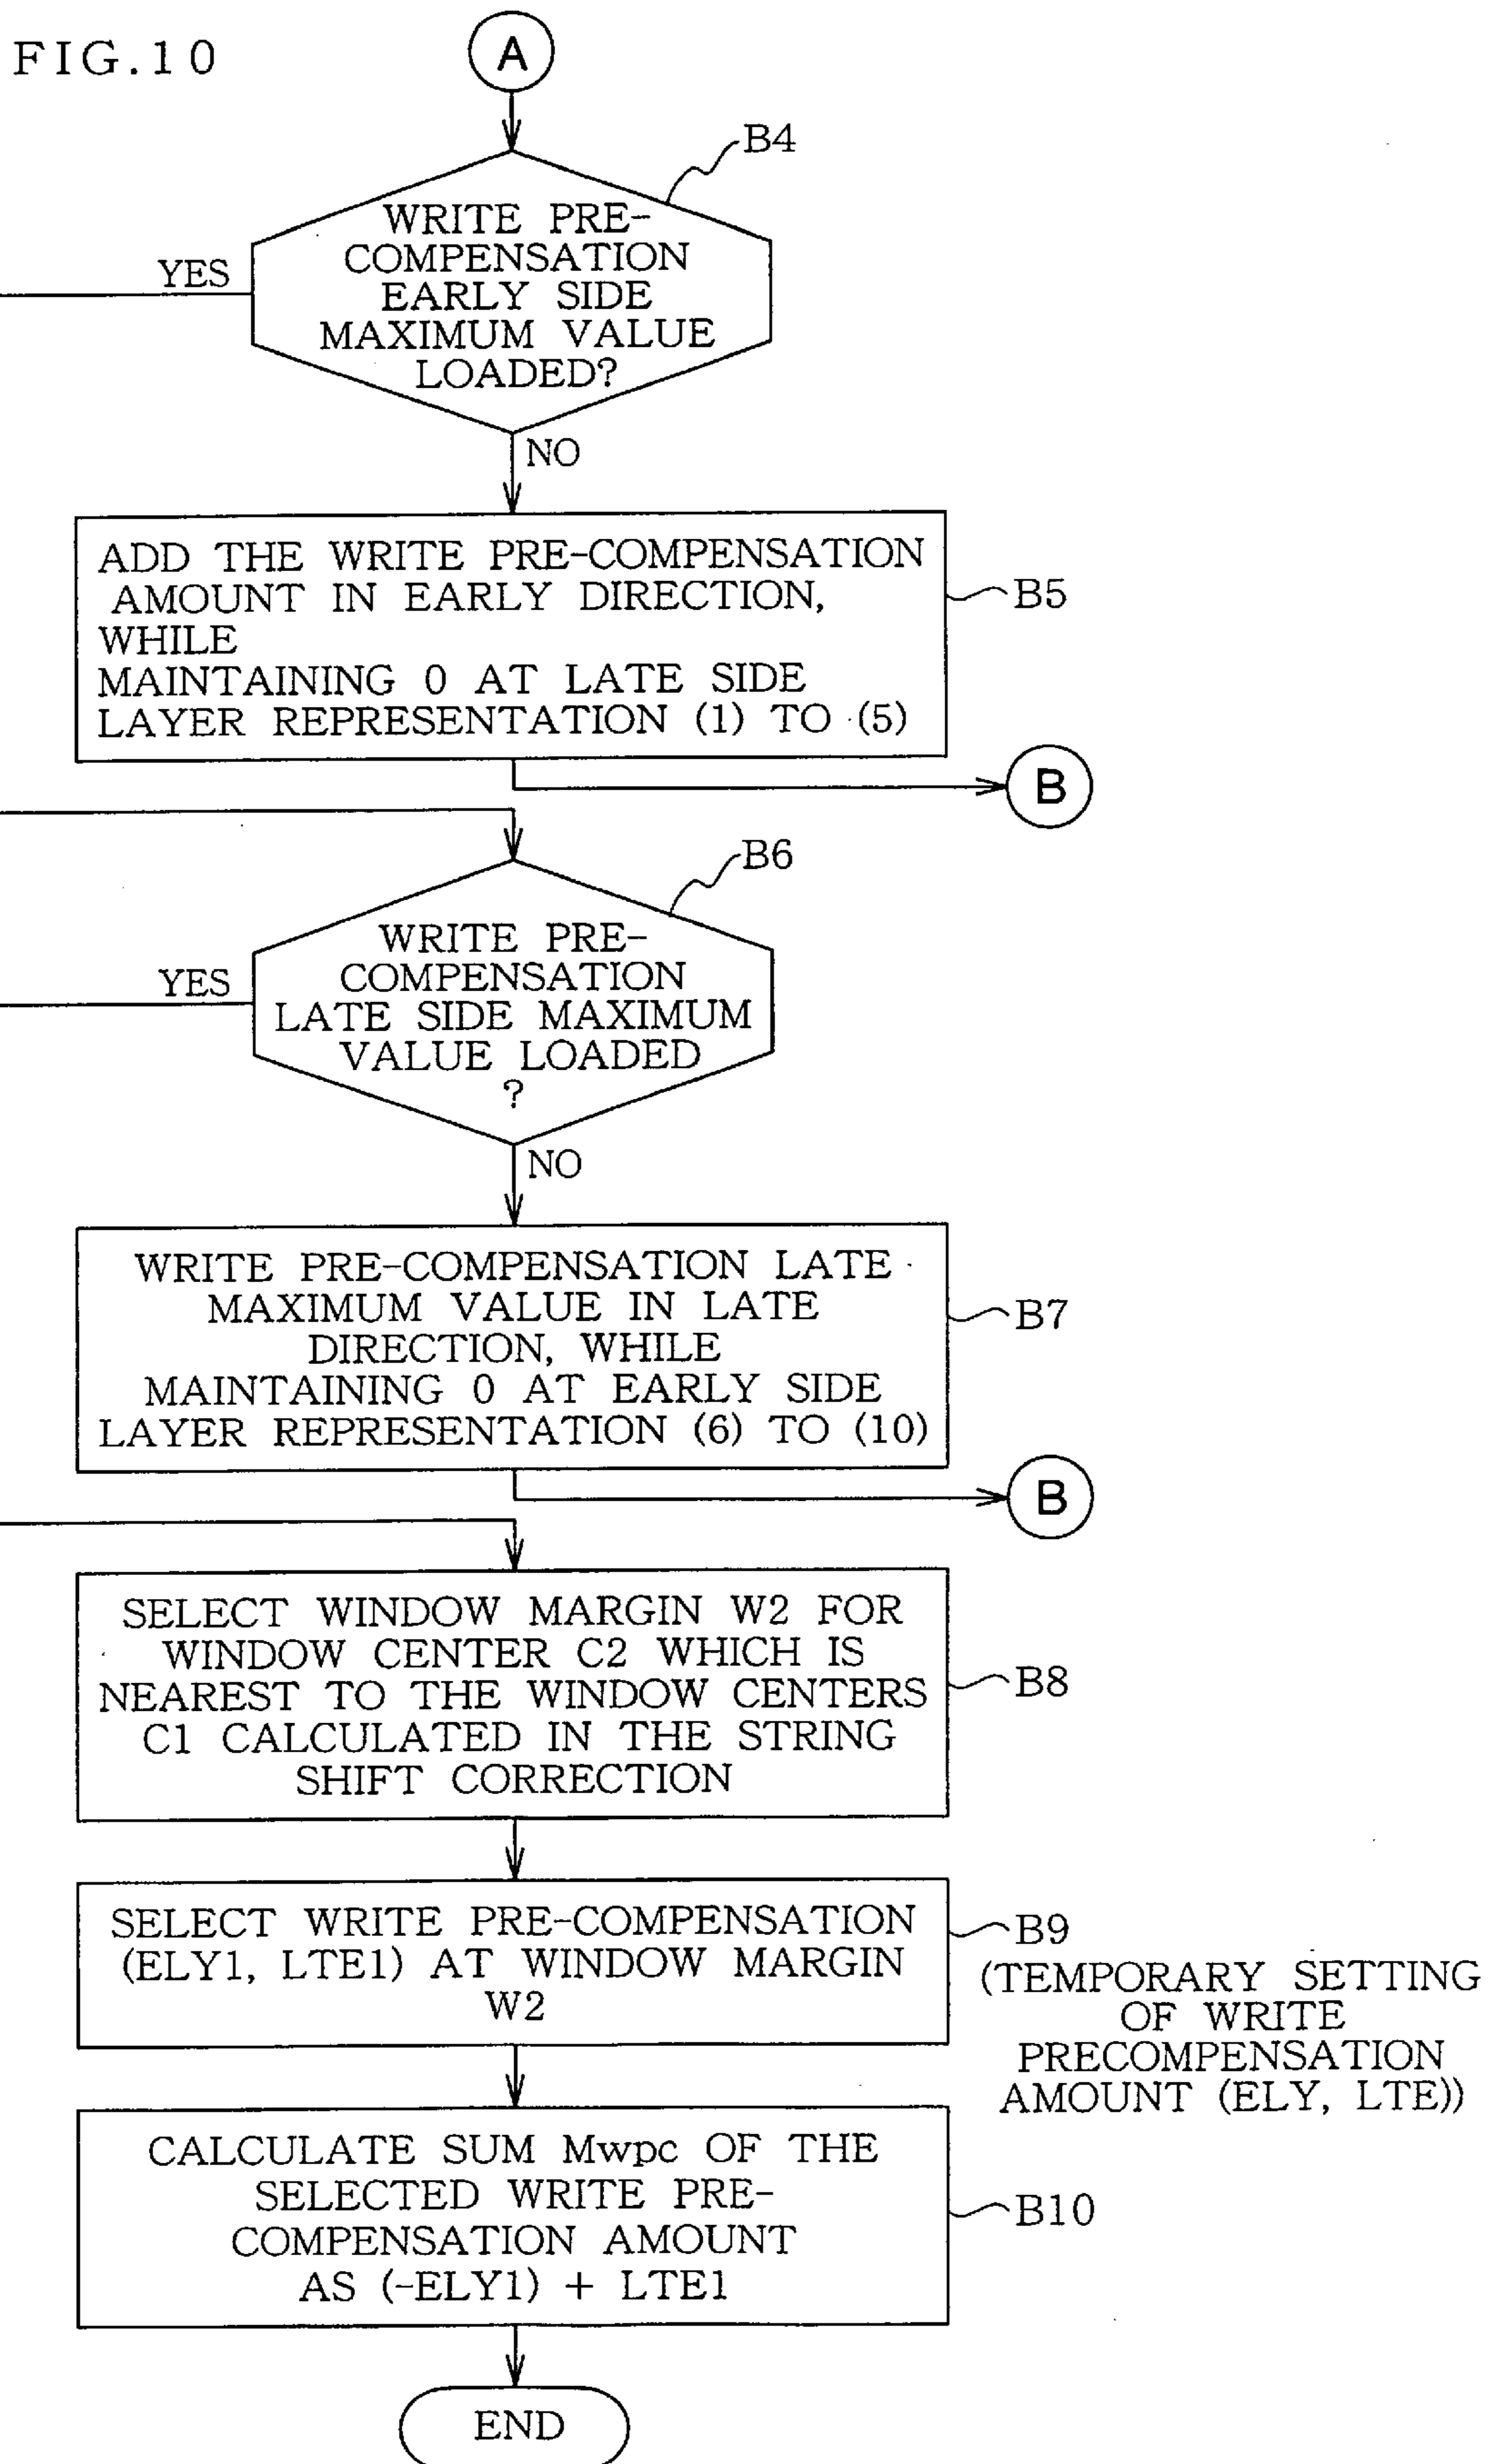 FIG.10
A
B4
WRITE PRE-
COMPENSATION
EARLY SIDE
MAXIMUM VALUE
LOADED?
YES
NO
ADD THE WRITE PRE-COMPENSATION
AMOUNT IN EARLY DIRECTION,
WHILE
MAINTAINING 0 AT LATE SIDE
LAYER REPRESENTATION (1) TO (5)
B5
B
B6
WRITE PRE-
COMPENSATION
LATE SIDE MAXIMUM
VALUE LOADED
?
YES
NO
WRITE PRE-COMPENSATION LATE
MAXIMUM VALUE IN LATE
DIRECTION, WHILE
MAINTAINING 0 AT EARLY SIDE
LAYER REPRESENTATION (6) TO (10)
B7
B
SELECT WINDOW MARGIN W2 FOR
WINDOW CENTER C2 WHICH IS
NEAREST TO THE WINDOW CENTERS
C1 CALCULATED IN THE STRING
SHIFT CORRECTION
B8
SELECT WRITE PRE-COMPENSATION
(ELY1, LTE1) AT WINDOW MARGIN
W2
B9
(TEMPORARY SETTING
OF WRITE
PRECOMPENSATION
AMOUNT (ELY, LTE))
CALCULATE SUM Mwpc OF THE
SELECTED WRITE PRE-
COMPENSATION AMOUNT
AS (-ELY1) + LTE1
B10
END